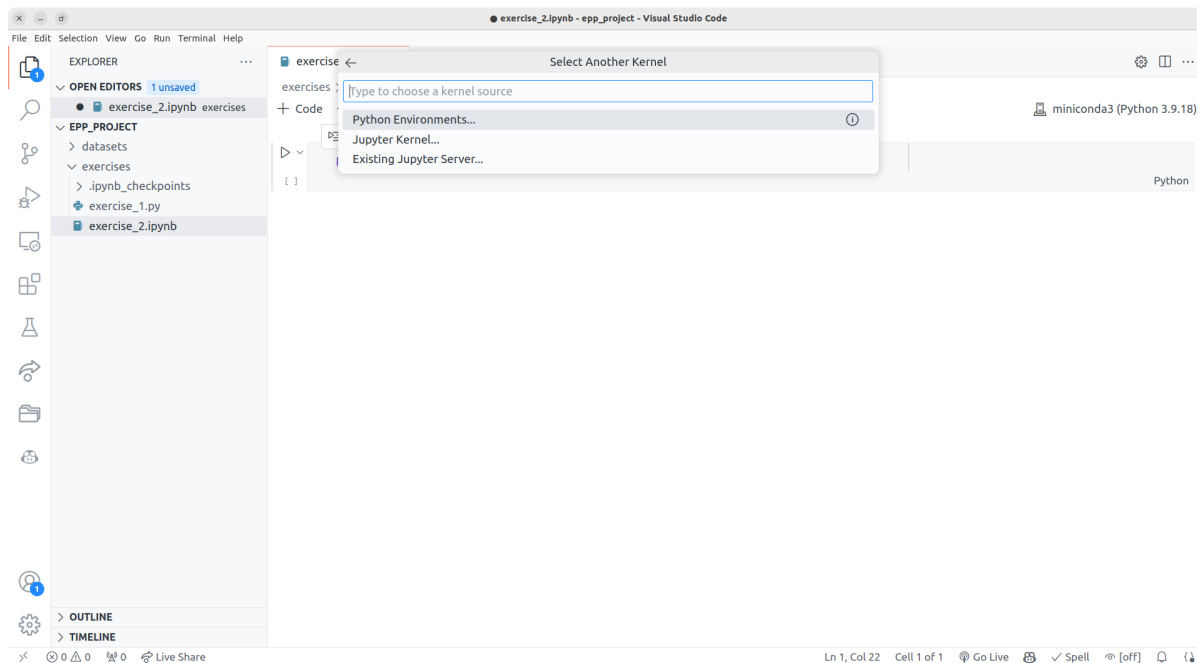 exercise_2.ipynb - epp_project - Visual Studio Code
File Edit Selection View Go Run Terminal Help
EXPLORER
OPEN EDITORS 1 unsaved
exercise_2.ipynb exercises
EPP_PROJECT
datasets
exercises
.ipynb_checkpoints
exercise_1.py
exercise_2.ipynb
OUTLINE
TIMELINE
exercise
Select Another Kernel
exercises
Type to choose a kernel source
Code
Python Environments...
Jupyter Kernel...
Existing Jupyter Server...
miniconda3 (Python 3.9.18)
[ ]
Python
1
1
0 0 0 Live Share
Ln 1, Col 22 Cell 1 of 1 Go Live Spell [off]